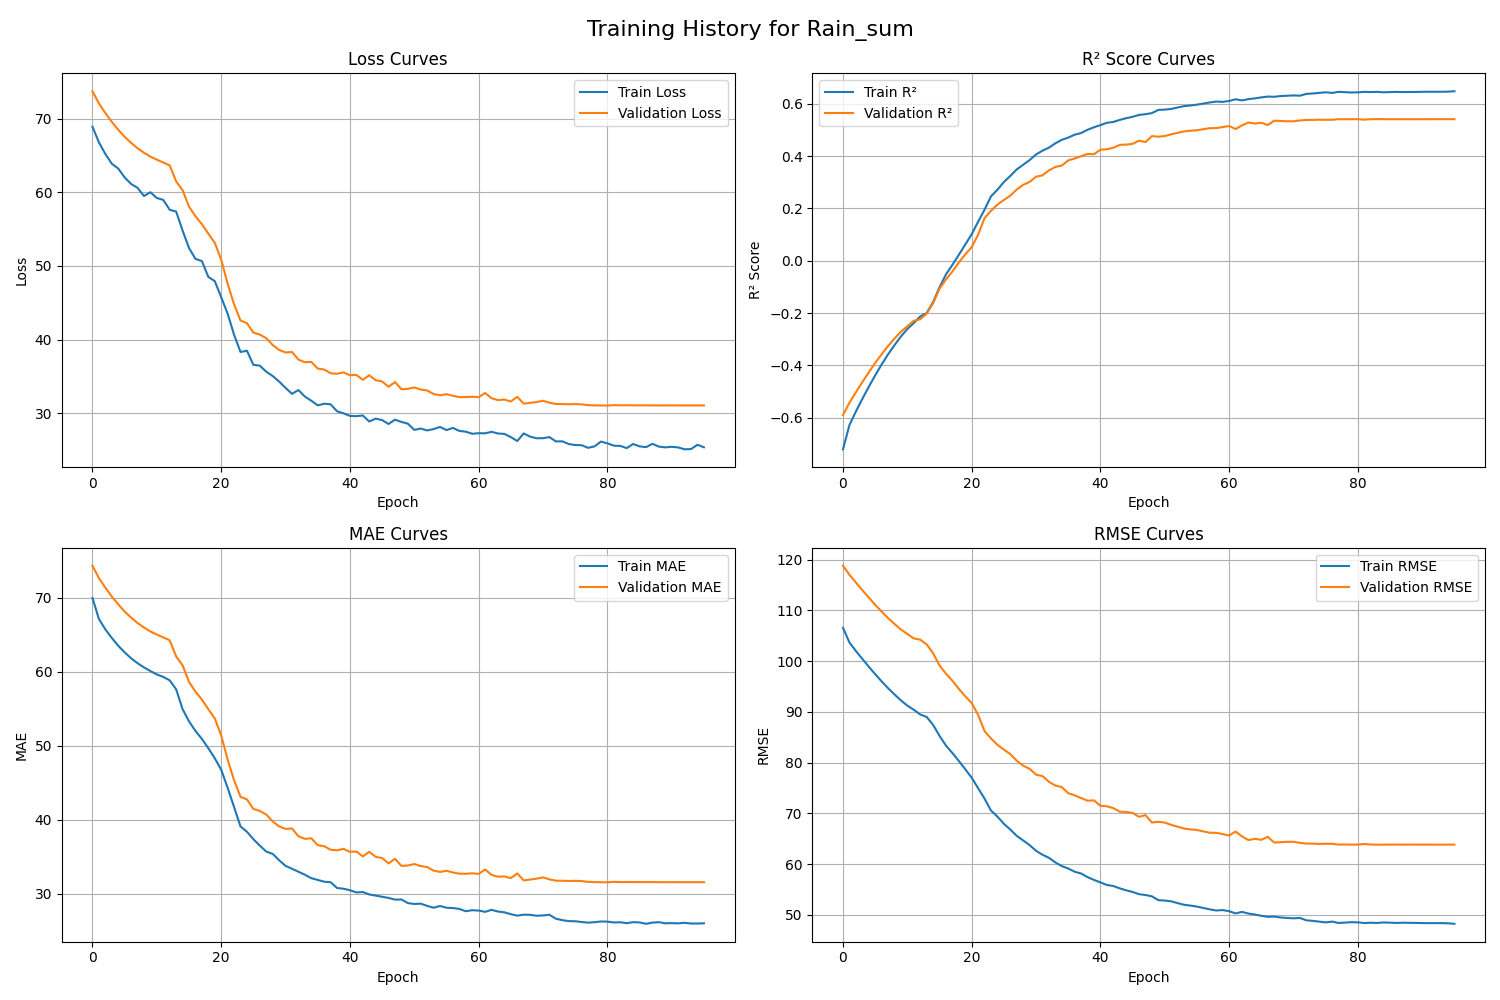 Training History for Rain_sum
Loss Curves
Train Loss
Validation Loss
70
60
50
40
30
Loss
0 20 40 60 80
Epoch
R² Score Curves
Train R²
Validation R²
0.6
0.4
0.2
0.0
−0.2
−0.4
−0.6
R² Score
0 20 40 60 80
Epoch
MAE Curves
Train MAE
Validation MAE
70
60
50
40
30
MAE
0 20 40 60 80
Epoch
RMSE Curves
Train RMSE
Validation RMSE
120
110
100
90
80
70
60
50
RMSE
0 20 40 60 80
Epoch